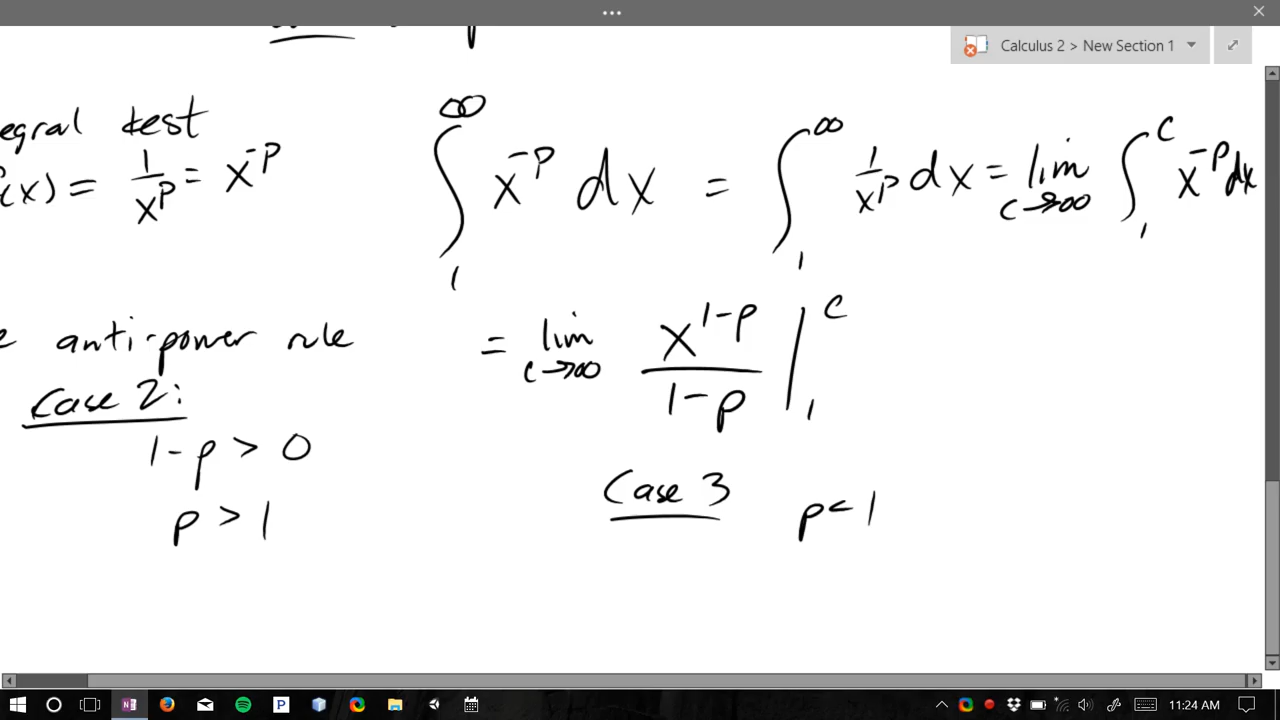 Calculus 2 > New Section 1
egral test
(x) = 1/x^p = x^-p
∫_1^∞ x^-p dx = ∫_1^∞ 1/x^p dx = lim_{c→∞} ∫_1^c x^-p dx
anti-power rule
= lim_{c→∞} x^{1-p}/(1-p) |_1^c
Case 2:
1-p > 0
p > 1
Case 3
p < 1
11:24 AM